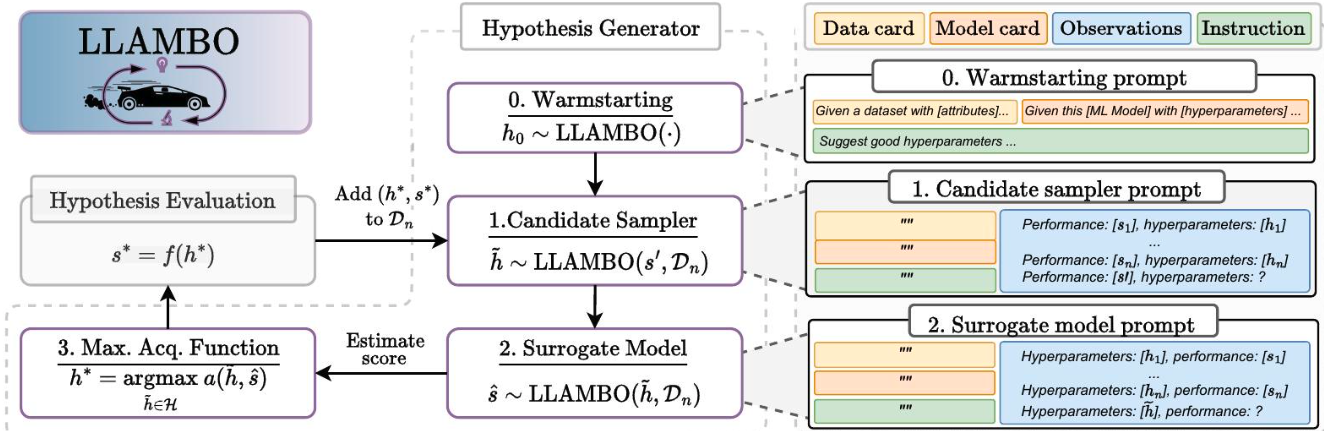 LLAMBO
Hypothesis Generator
0. Warmstarting
h₀ ∼ LLAMBO(·)
Hypothesis Evaluation
s* = f(h*)
Add (h*, s*)
to 𝒟ₙ
1.Candidate Sampler
h̃ ∼ LLAMBO(s′, 𝒟ₙ)
3. Max. Acq. Function
h* = argmax a(h̃, ŝ)
h̃∈ℋ
Estimate
score
2. Surrogate Model
ŝ ∼ LLAMBO(h̃, 𝒟ₙ)
Data card
Model card
Observations
Instruction
0. Warmstarting prompt
Given a dataset with [attributes]...
Given this [ML Model] with [hyperparameters] ...
Suggest good hyperparameters ...
1. Candidate sampler prompt
""
""
""
Performance: [s₁], hyperparameters: [h₁]
...
Performance: [sₙ], hyperparameters: [hₙ]
Performance: [s′], hyperparameters: ?
2. Surrogate model prompt
""
""
""
Hyperparameters: [h₁], performance: [s₁]
...
Hyperparameters: [hₙ], performance: [sₙ]
Hyperparameters: [h̃], performance: ?